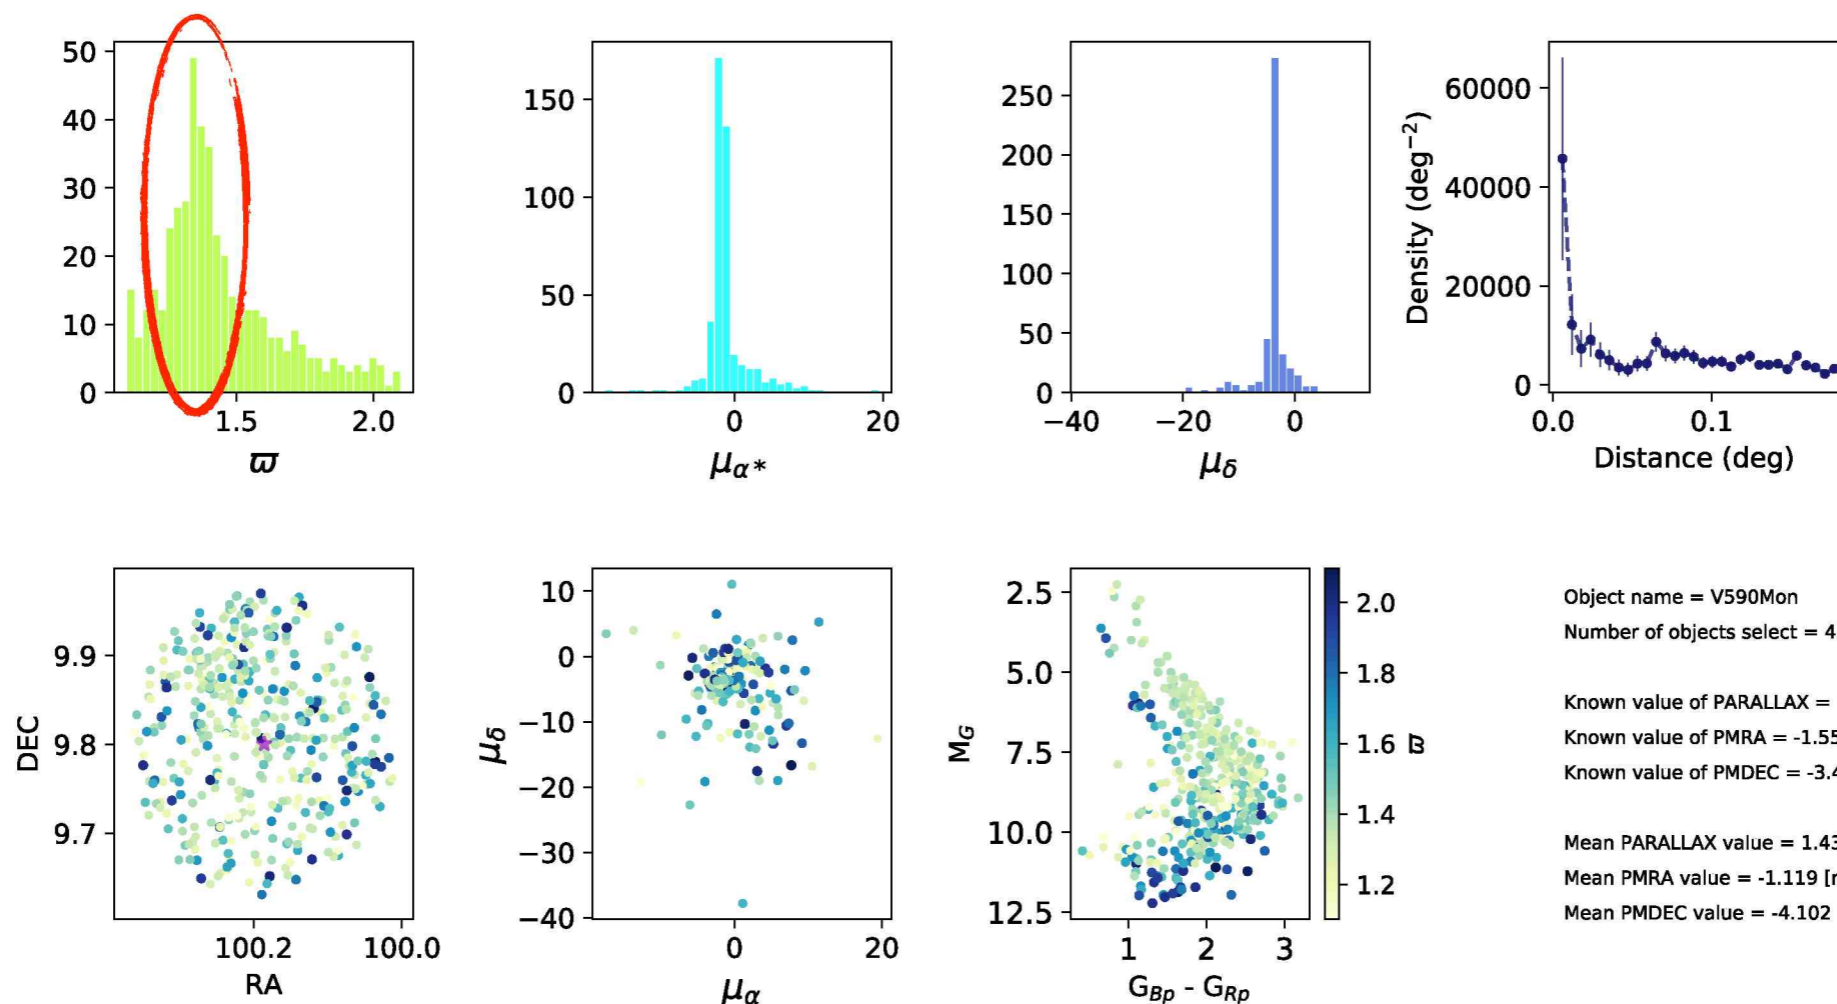 50
40
30
20
10
0
1.5 2.0
ϖ
150
100
50
0
0 20
μα*
250
200
150
100
50
0
−40 −20 0
μδ
60000
40000
20000
0
Density (deg−2)
0.0 0.1
Distance (deg)
9.9
9.8
9.7
DEC
100.2 100.0
RA
10
0
−10
−20
−30
−40
μδ
0 20
μα
2.5
5.0
7.5
10.0
12.5
MG
1 2 3
GBp - GRp
2.0
1.8
1.6
1.4
1.2
ϖ
Object name = V590Mon
Number of objects select = 4
Known value of PARALLAX =
Known value of PMRA = -1.55
Known value of PMDEC = -3.4
Mean PARALLAX value = 1.43
Mean PMRA value = -1.119 [
Mean PMDEC value = -4.102